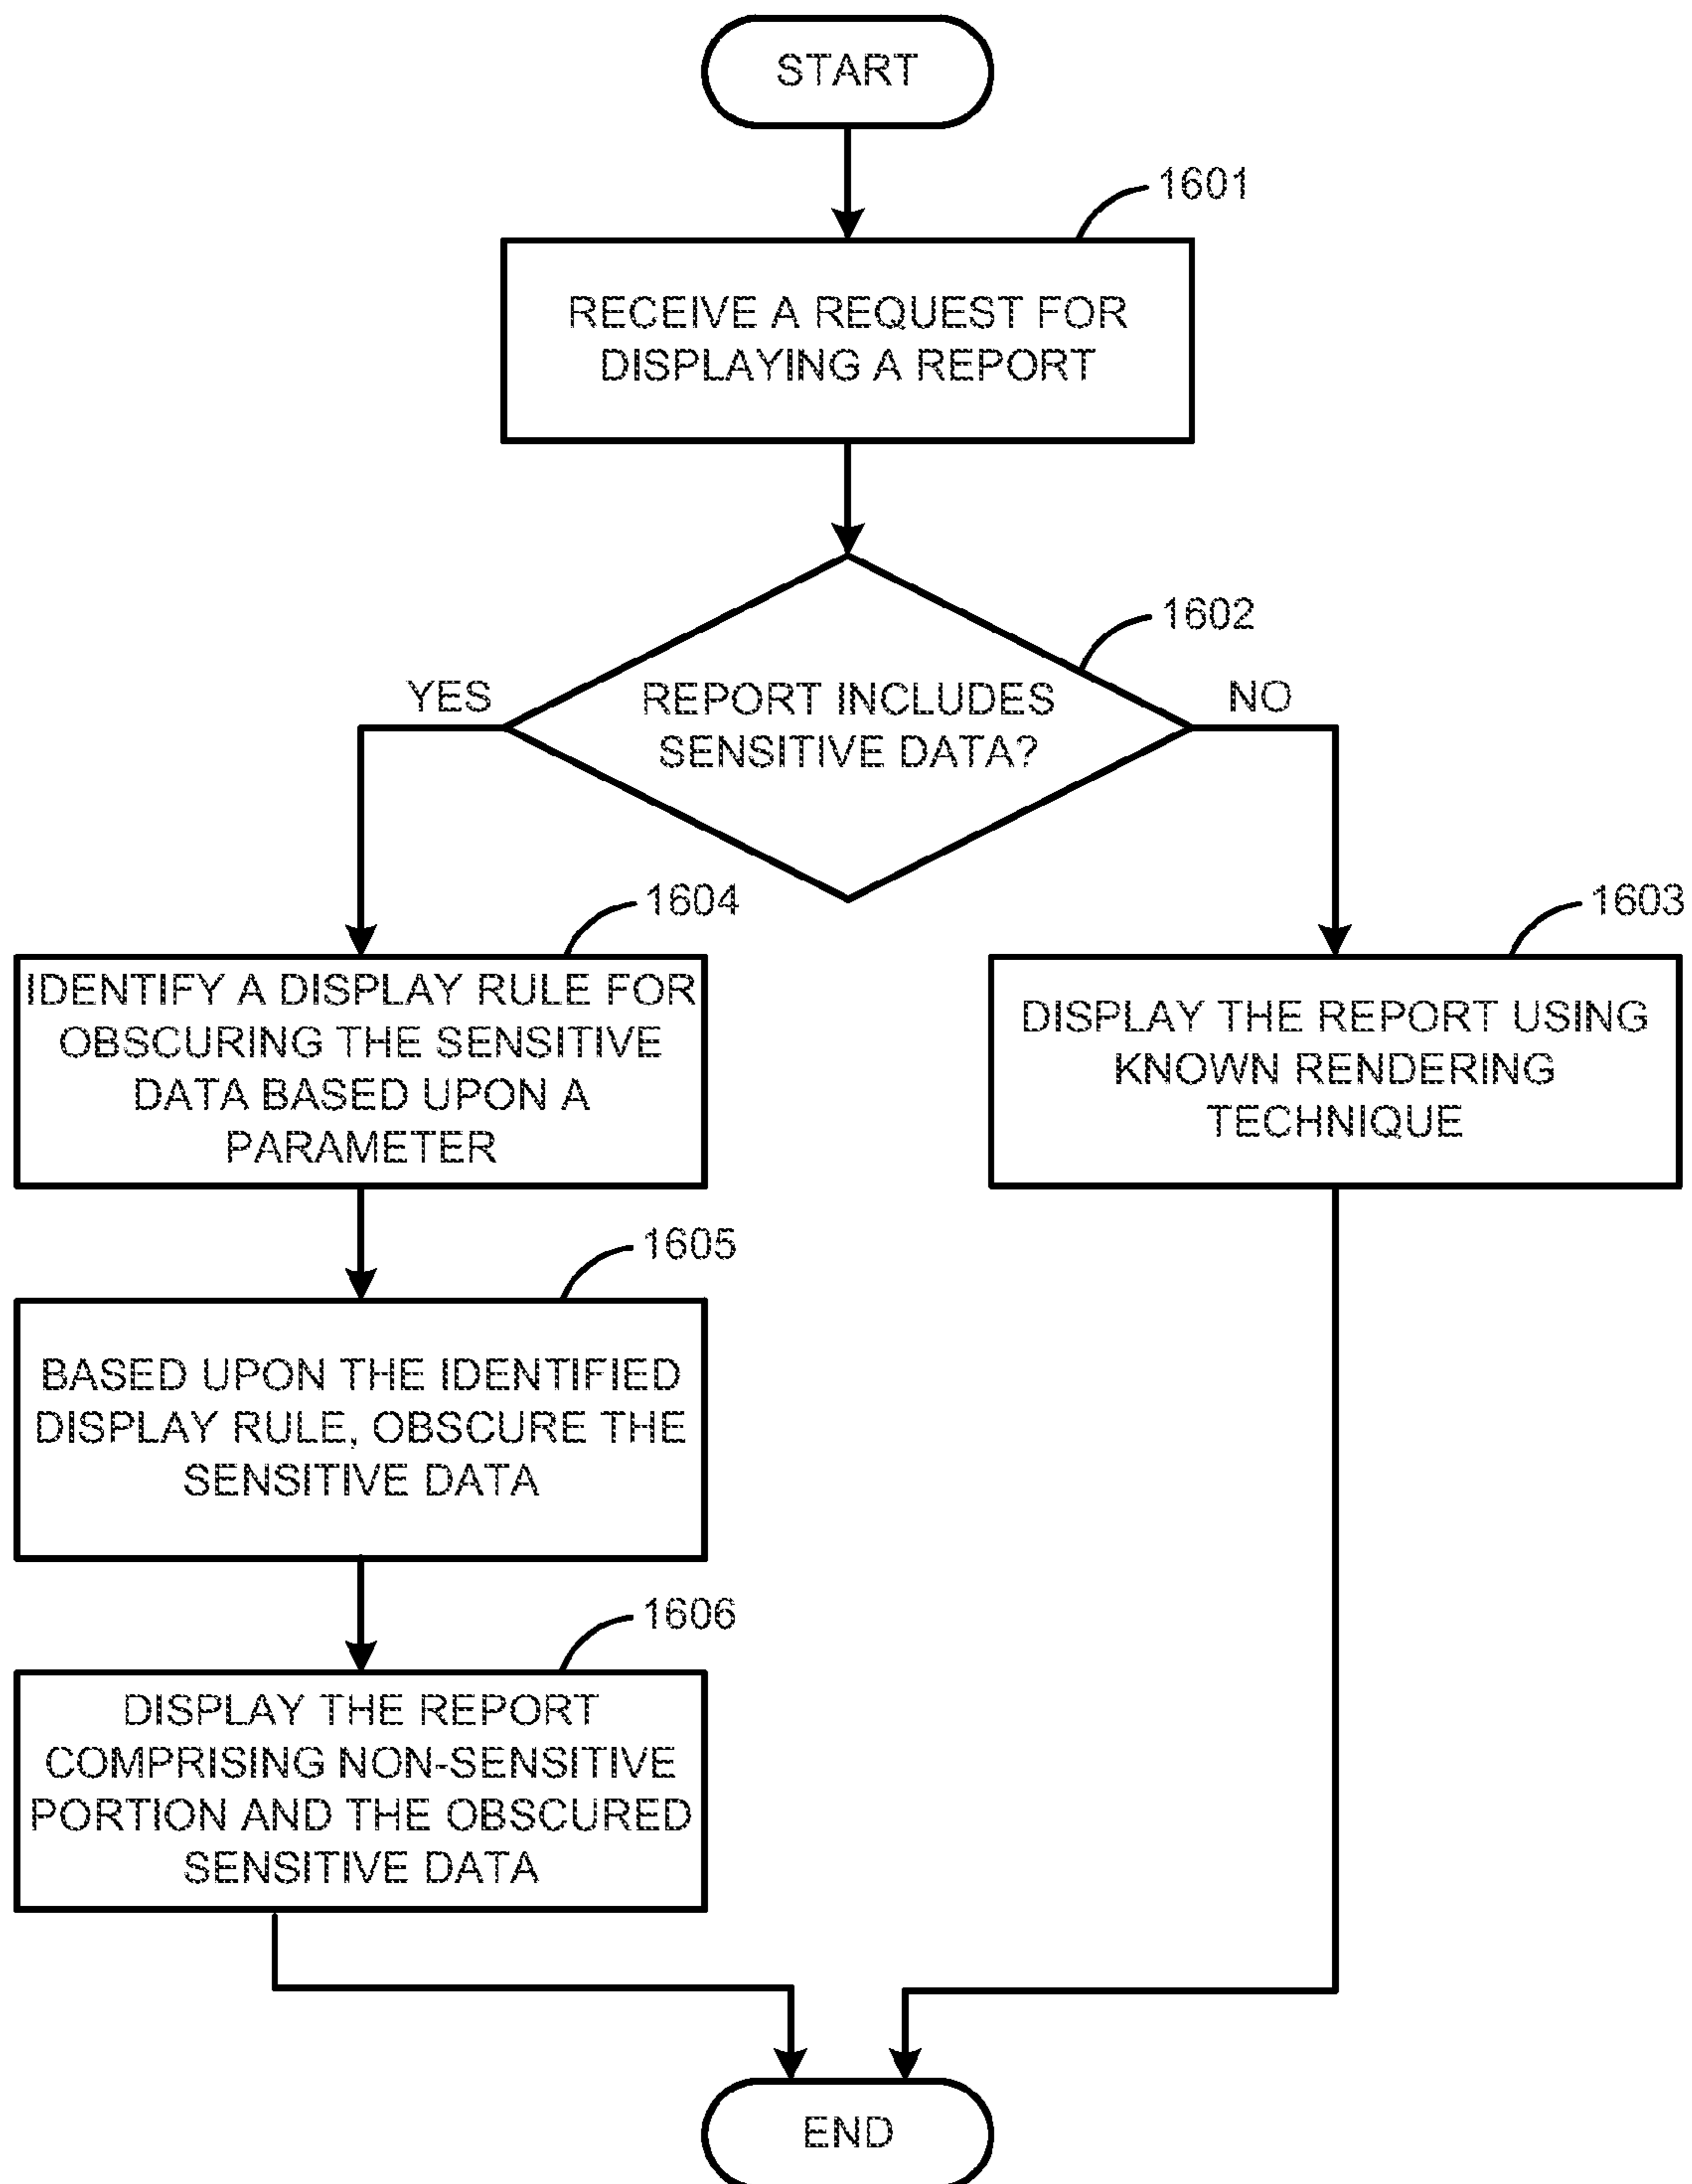 START
1601
RECEIVE A REQUEST FOR
DISPLAYING A REPORT
1602
YES
REPORT INCLUDES
SENSITIVE DATA?
NO
1604
IDENTIFY A DISPLAY RULE FOR
OBSCURING THE SENSITIVE
DATA BASED UPON A
PARAMETER
1603
DISPLAY THE REPORT USING
KNOWN RENDERING
TECHNIQUE
1605
BASED UPON THE IDENTIFIED
DISPLAY RULE, OBSCURE THE
SENSITIVE DATA
1606
DISPLAY THE REPORT
COMPRISING NON-SENSITIVE
PORTION AND THE OBSCURED
SENSITIVE DATA
END